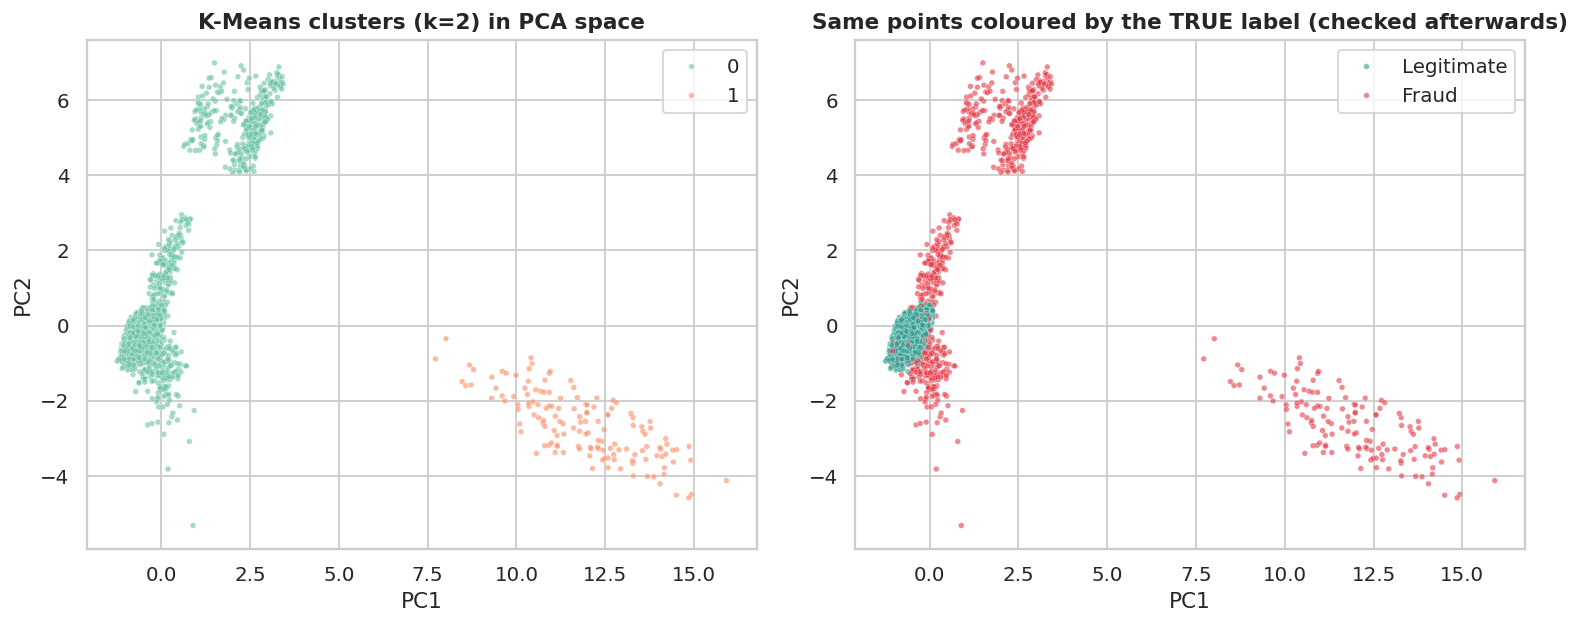 K-Means clusters (k=2) in PCA space
0
1
6
4
2
0
−2
−4
PC2
0.0 2.5 5.0 7.5 10.0 12.5 15.0
PC1
Same points coloured by the TRUE label (checked afterwards)
Legitimate
Fraud
6
4
2
0
−2
−4
PC2
0.0 2.5 5.0 7.5 10.0 12.5 15.0
PC1